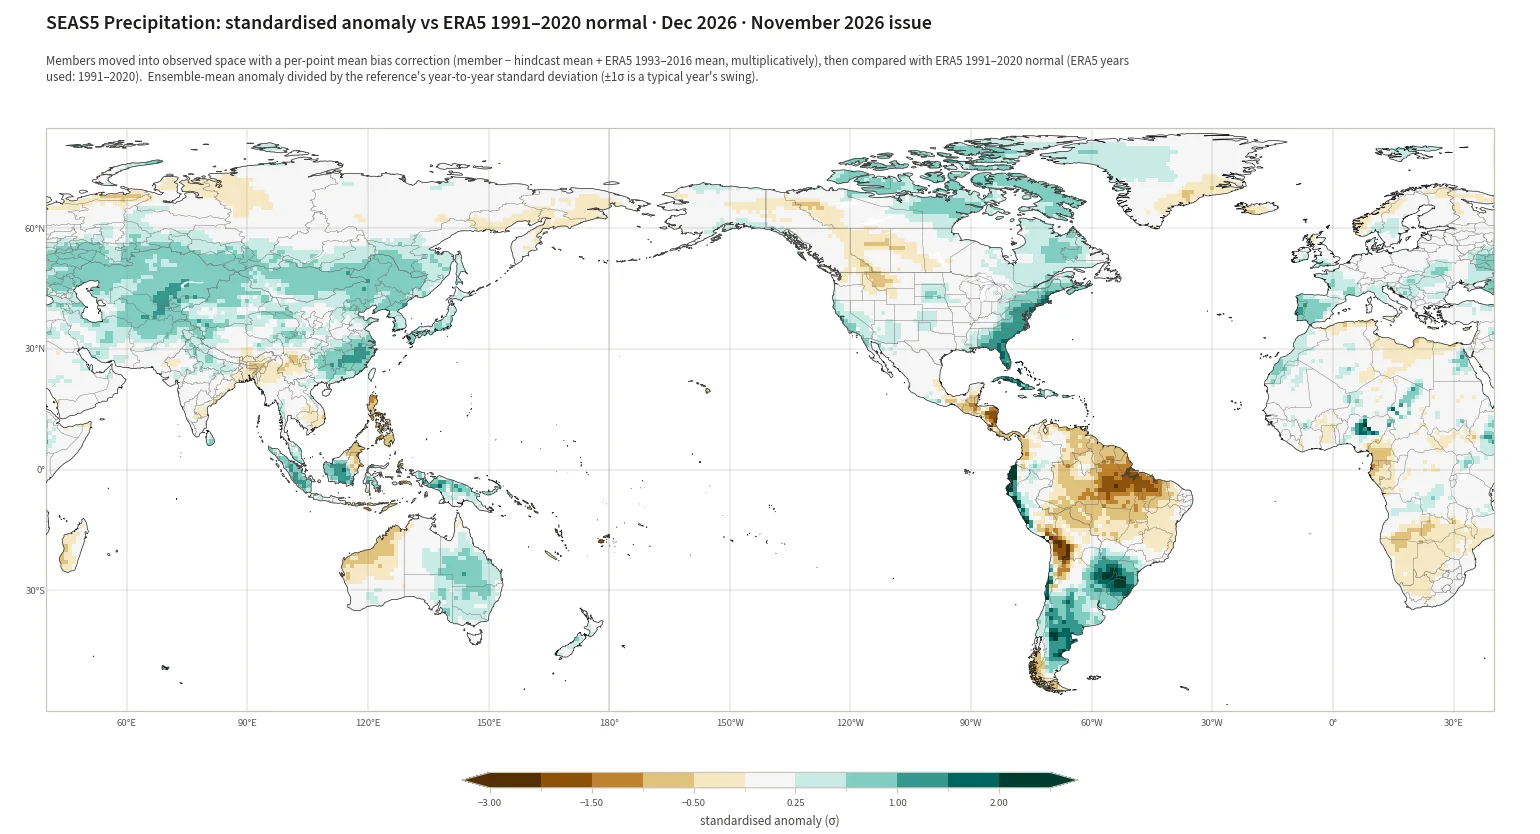 SEAS5 Precipitation: standardised anomaly vs ERA5 1991–2020 normal · Dec 2026 · November 2026 issue
Members moved into observed space with a per-point mean bias correction (member − hindcast mean + ERA5 1993–2016 mean, multiplicatively), then compared with ERA5 1991–2020 normal (ERA5 years
used: 1991–2020). Ensemble-mean anomaly divided by the reference's year-to-year standard deviation (±1σ is a typical year's swing).
60°N
30°N
0°
30°S
60°E 90°E 120°E 150°E 180° 150°W 120°W 90°W 60°W 30°W 0° 30°E
−3.00 −1.50 −0.50 0.25 1.00 2.00
standardised anomaly (σ)